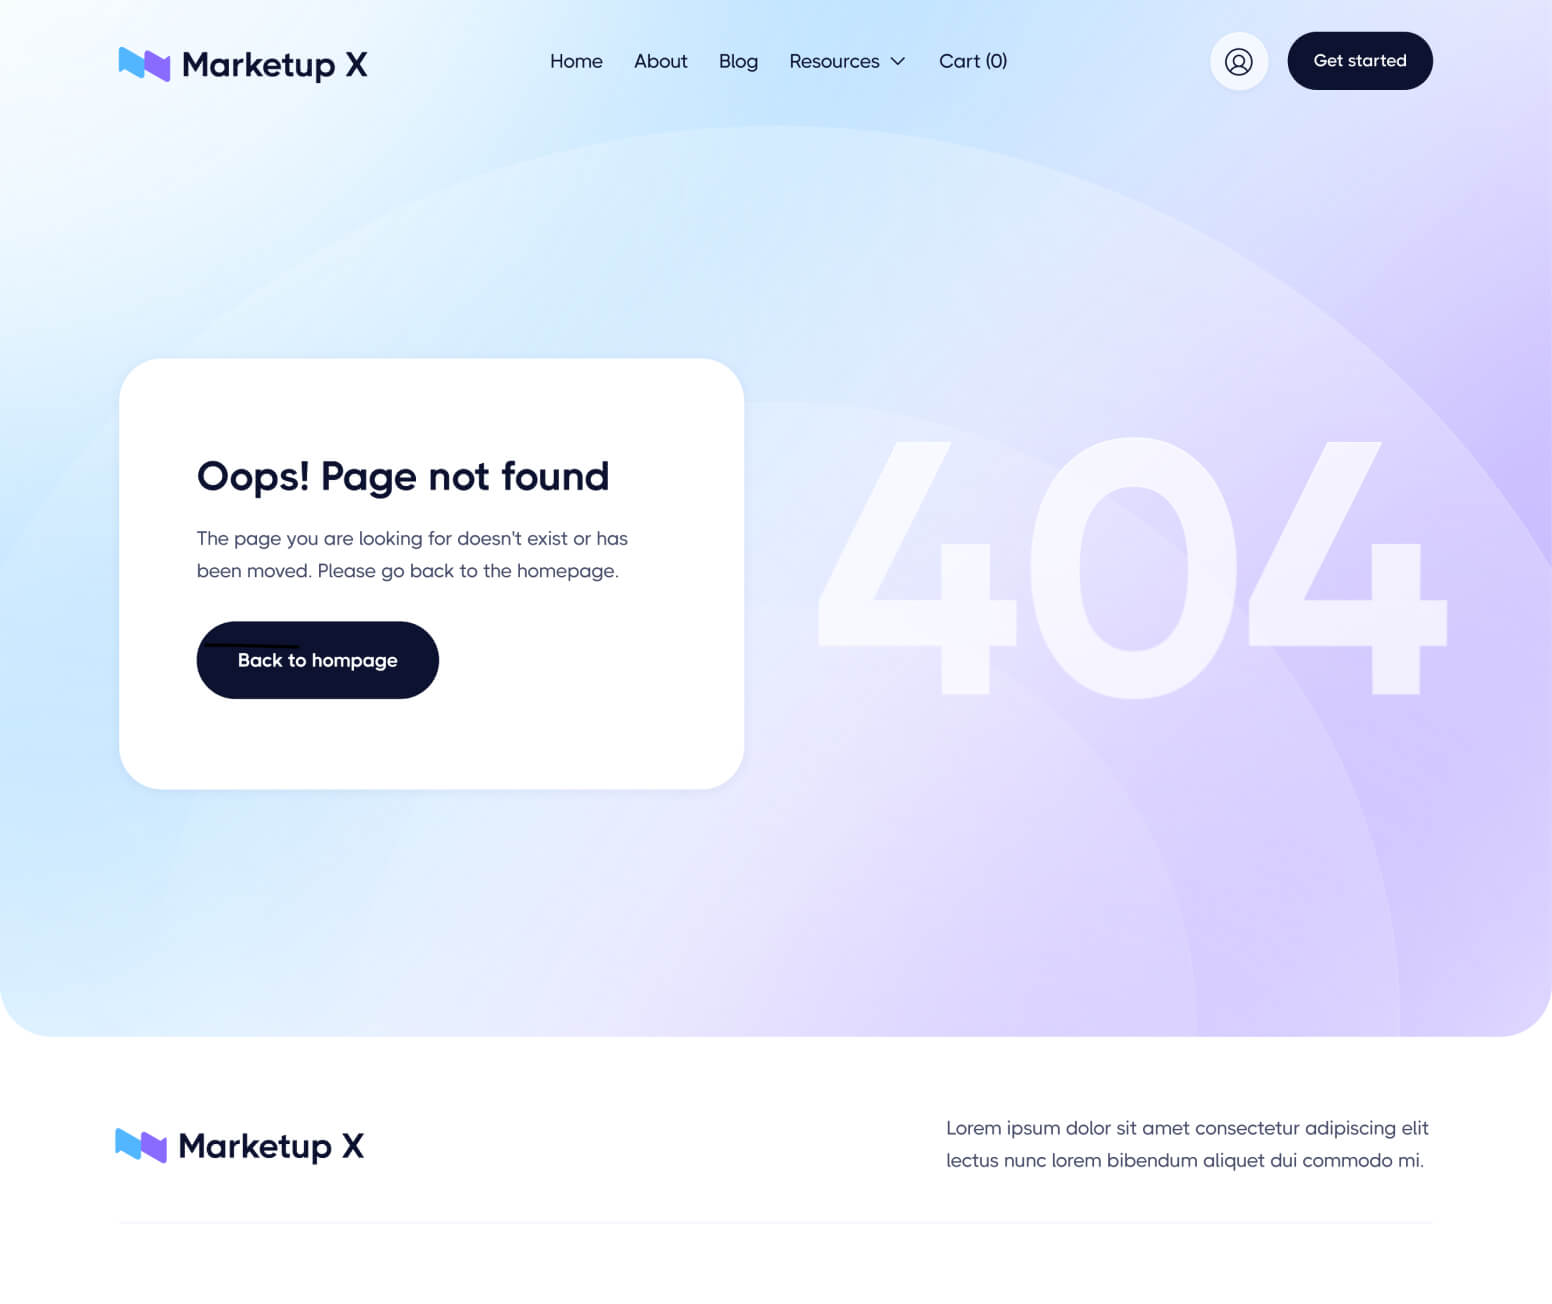 Marketup X
Home About Blog Resources Cart (0)
Get started
Oops! Page not found
The page you are looking for doesn't exist or has
been moved. Please go back to the homepage.
Back to hompage
404
Marketup X
Lorem ipsum dolor sit amet consectetur adipiscing elit
lectus nunc lorem bibendum aliquet dui commodo mi.